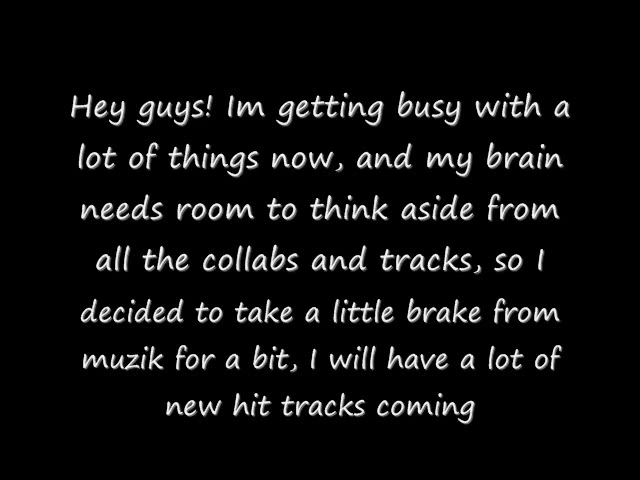 Hey guys! Im getting busy with a
lot of things now, and my brain
needs room to think aside from
all the collabs and tracks, so I
decided to take a little brake from
muzik for a bit, I will have a lot of
new hit tracks coming